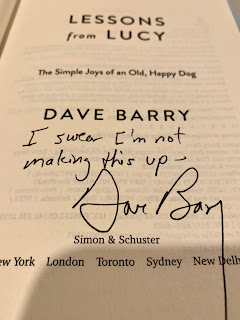 LESSONS
from LUCY
The Simple Joys of an Old, Happy Dog
DAVE BARRY
I swear I'm not
making this up –
Dave Barry
Simon & Schuster
New York London Toronto Sydney New Delhi